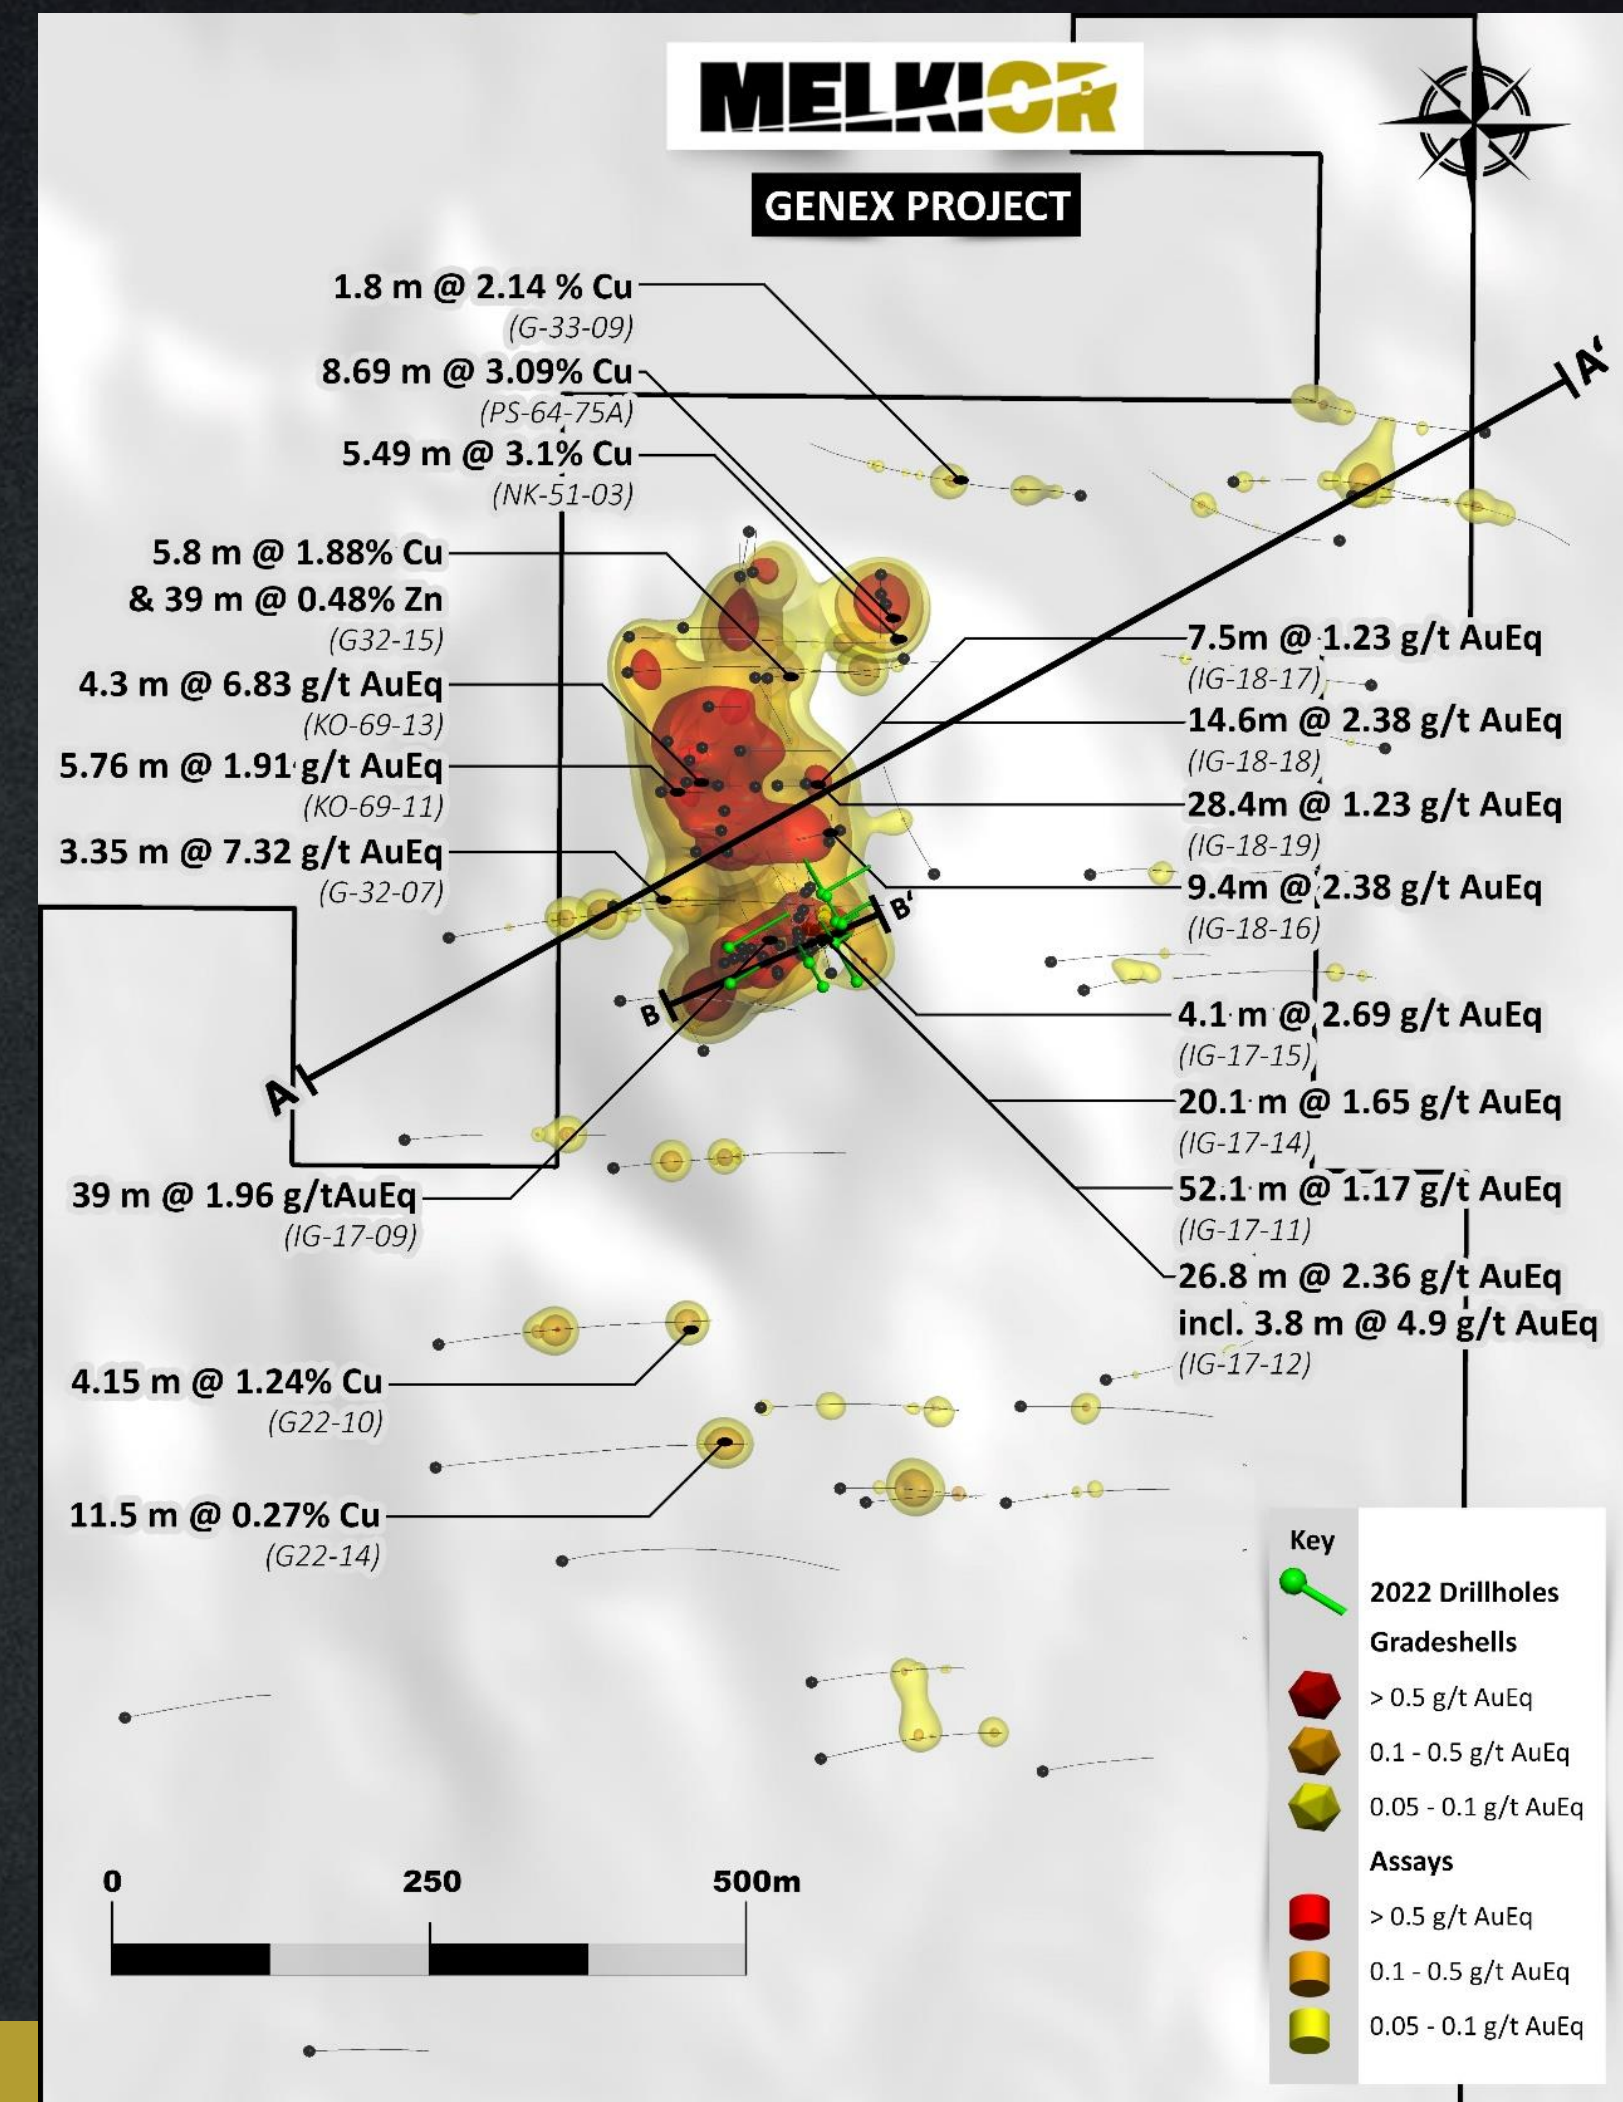 MELKIOR
GENEX PROJECT
1.8 m @ 2.14 % Cu
(G-33-09)
8.69 m @ 3.09% Cu
(PS-64-75A)
5.49 m @ 3.1% Cu
(NK-51-03)
5.8 m @ 1.88% Cu
& 39 m @ 0.48% Zn
(G32-15)
4.3 m @ 6.83 g/t AuEq
(KO-69-13)
5.76 m @ 1.91 g/t AuEq
(KO-69-11)
3.35 m @ 7.32 g/t AuEq
(G-32-07)
A'
7.5m @ 1.23 g/t AuEq
(IG-18-17)
14.6m @ 2.38 g/t AuEq
(IG-18-18)
28.4m @ 1.23 g/t AuEq
(IG-18-19)
9.4m @ 2.38 g/t AuEq
(IG-18-16)
B'
B
A
4.1 m @ 2.69 g/t AuEq
(IG-17-15)
20.1 m @ 1.65 g/t AuEq
(IG-17-14)
52.1 m @ 1.17 g/t AuEq
(IG-17-11)
26.8 m @ 2.36 g/t AuEq
incl. 3.8 m @ 4.9 g/t AuEq
(IG-17-12)
39 m @ 1.96 g/tAuEq
(IG-17-09)
4.15 m @ 1.24% Cu
(G22-10)
11.5 m @ 0.27% Cu
(G22-14)
Key
2022 Drillholes
Gradeshells
> 0.5 g/t AuEq
0.1 - 0.5 g/t AuEq
0.05 - 0.1 g/t AuEq
Assays
> 0.5 g/t AuEq
0.1 - 0.5 g/t AuEq
0.05 - 0.1 g/t AuEq
0 250 500m